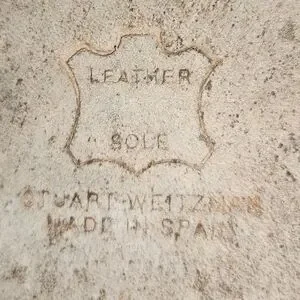 LEATHER
SOLE
STUART WEITZMAN
MADE IN SPAIN